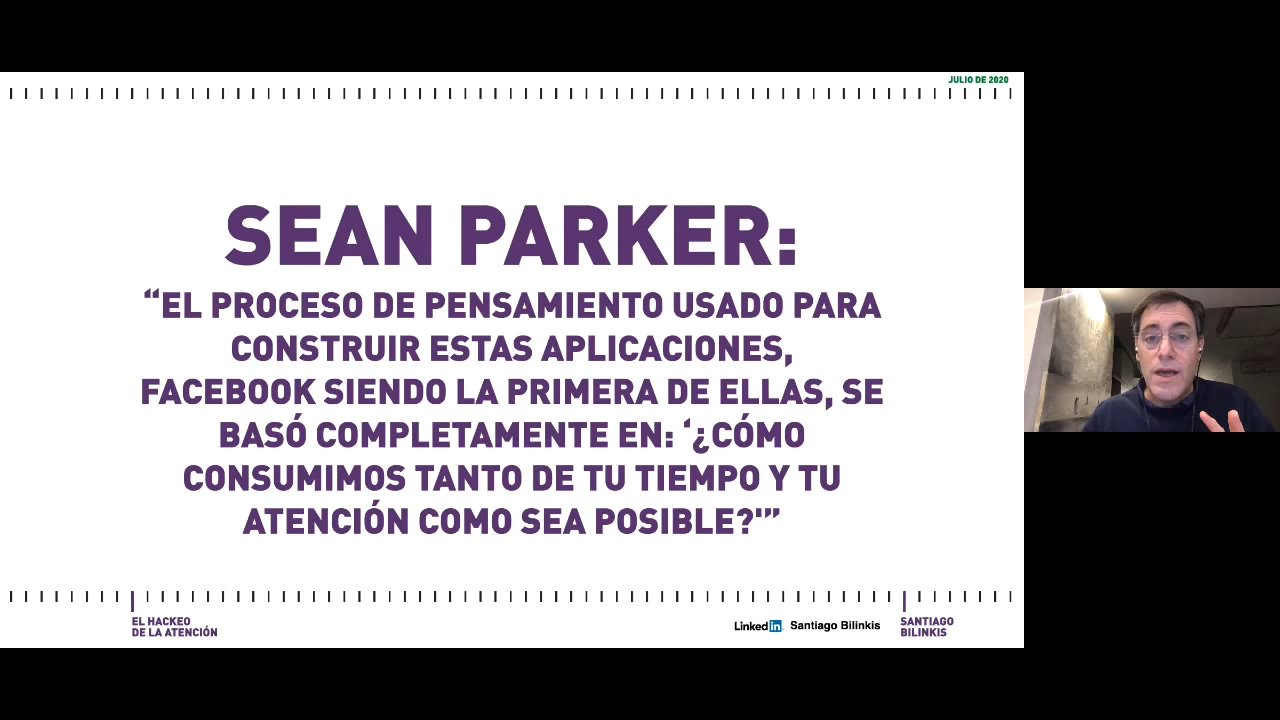 JULIO DE 2020
SEAN PARKER:
“EL PROCESO DE PENSAMIENTO USADO PARA
CONSTRUIR ESTAS APLICACIONES,
FACEBOOK SIENDO LA PRIMERA DE ELLAS, SE
BASÓ COMPLETAMENTE EN: ‘¿CÓMO
CONSUMIMOS TANTO DE TU TIEMPO Y TU
ATENCIÓN COMO SEA POSIBLE?'”
EL HACKEO
DE LA ATENCIÓN
Linkedin Santiago Bilinkis
SANTIAGO
BILINKIS